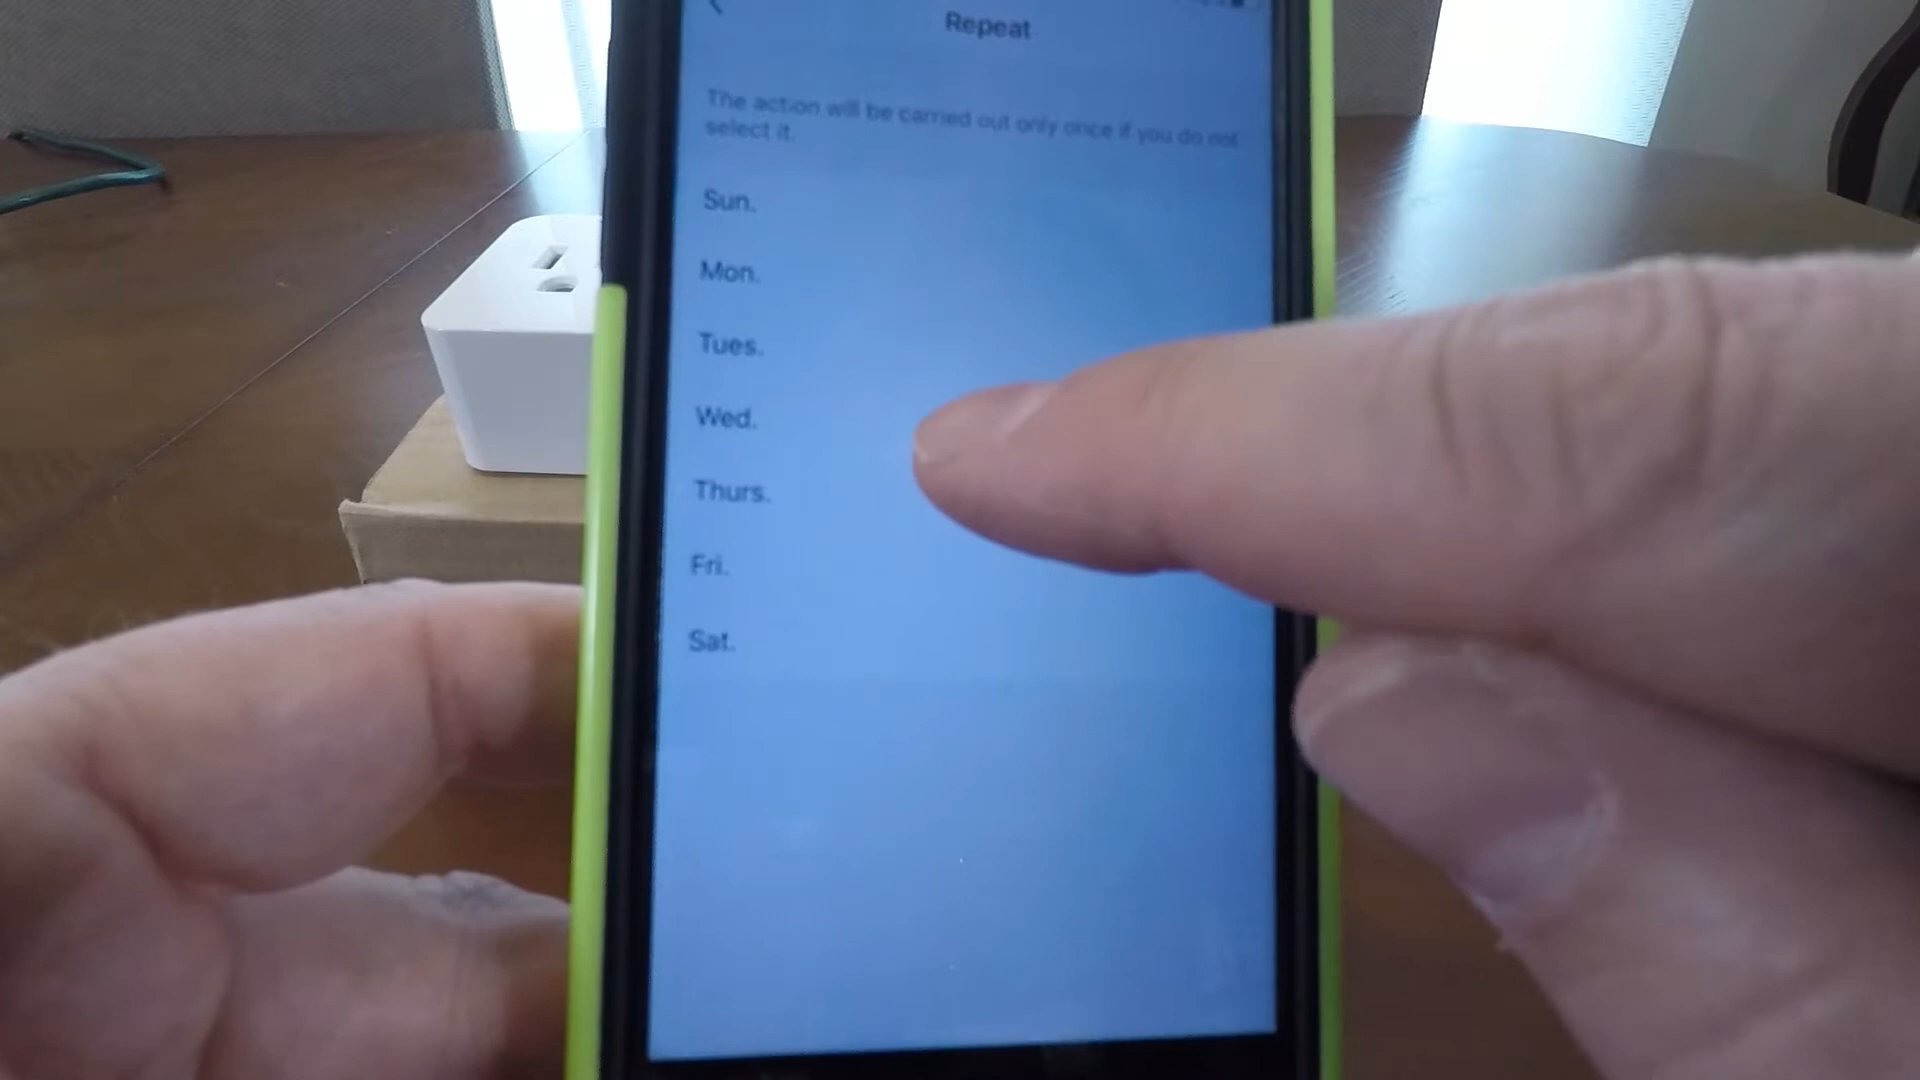 Repeat
The action will be carried out only once if you do not
select it.
Sun.
Mon.
Tues.
Wed.
Thurs.
Fri.
Sat.